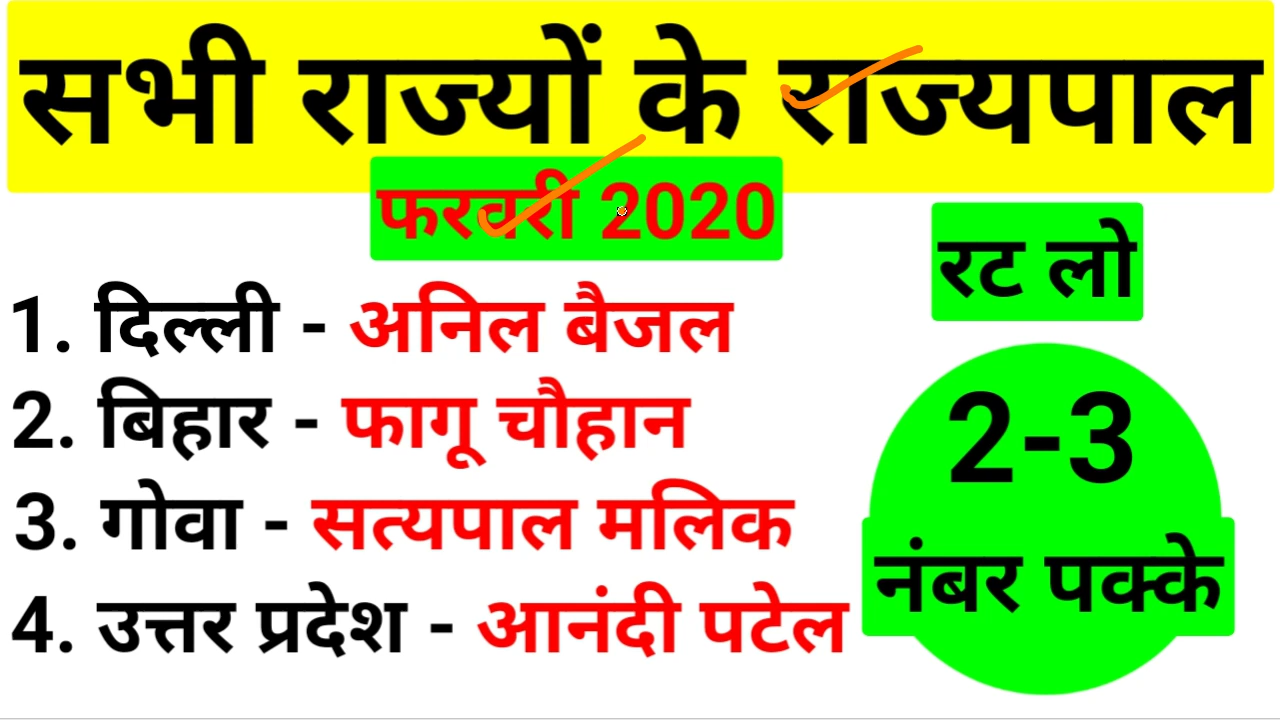 सभी राज्यों के राज्यपाल
फरवरी 2020
रट लो
1. दिल्ली - अनिल बैजल
2. बिहार - फागू चौहान
3. गोवा - सत्यपाल मलिक
4. उत्तर प्रदेश - आनंदी पटेल
2-3
नंबर पक्के